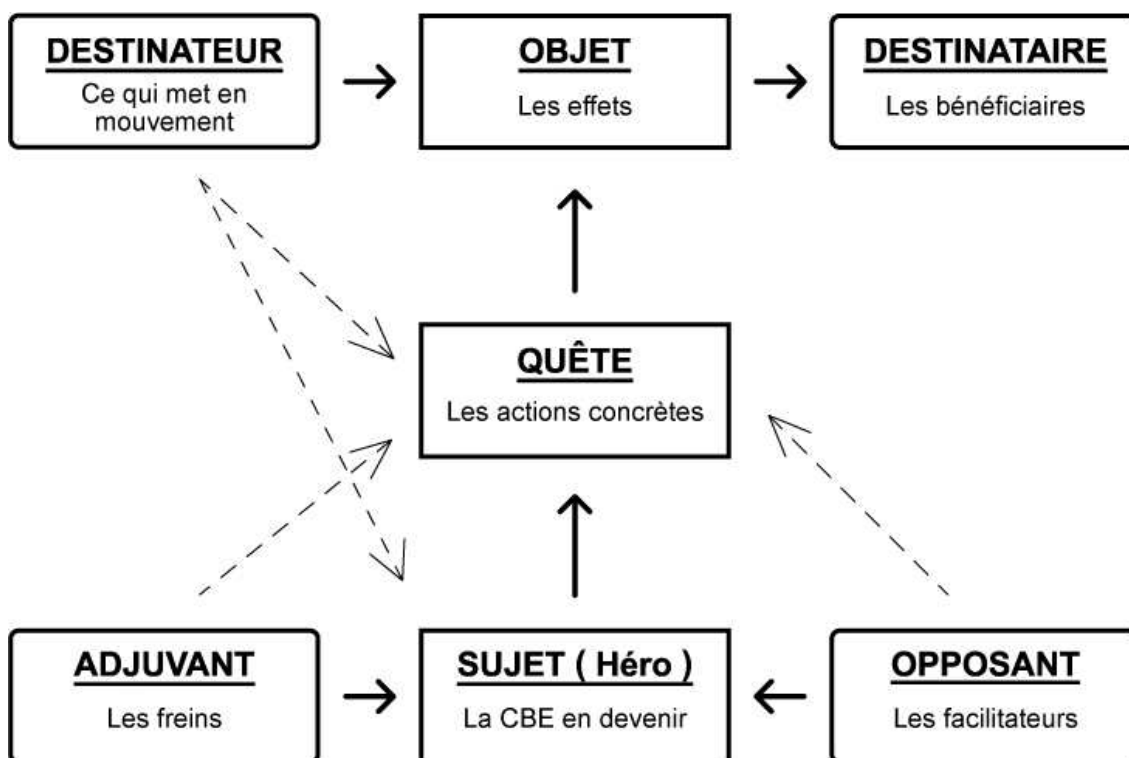 DESTINATEUR
Ce qui met en
mouvement
OBJET
Les effets
DESTINATAIRE
Les bénéficiaires
QUÊTE
Les actions concrètes
ADJUVANT
Les freins
SUJET ( Héro )
La CBE en devenir
OPPOSANT
Les facilitateurs